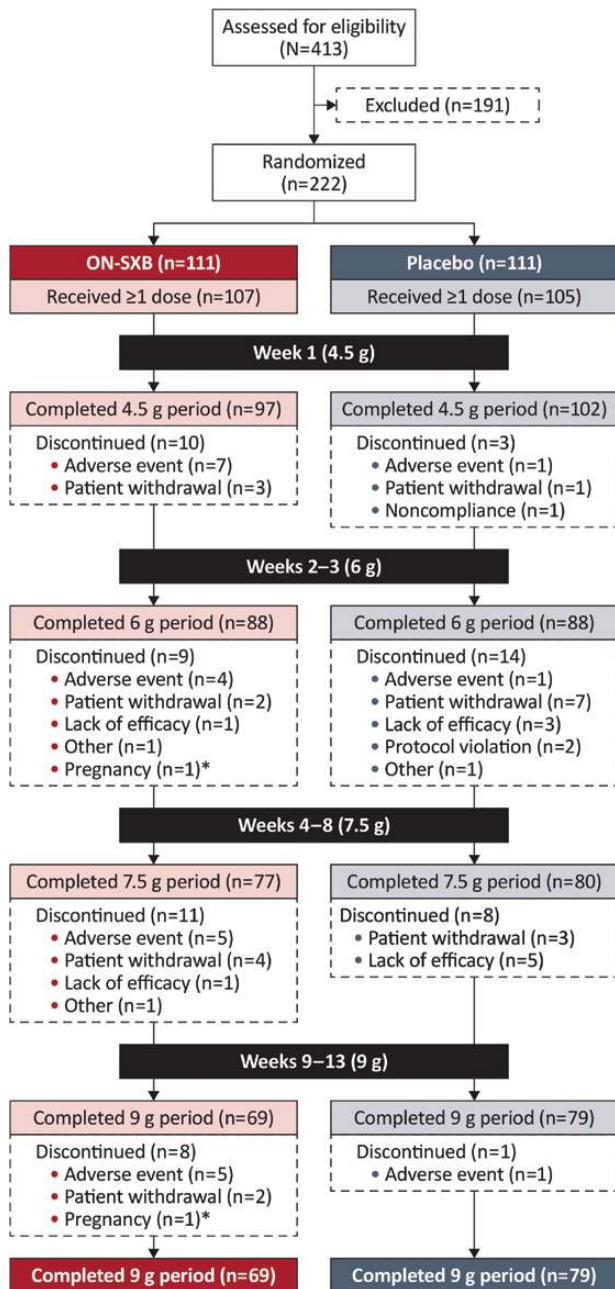 Assessed for eligibility
(N=413)
Excluded (n=191)
Randomized
(n=222)
ON-SXB (n=111)
Placebo (n=111)
Received ≥1 dose (n=107)
Received ≥1 dose (n=105)
Week 1 (4.5 g)
Completed 4.5 g period (n=97)
Discontinued (n=10)
• Adverse event (n=7)
• Patient withdrawal (n=3)
Completed 4.5 g period (n=102)
Discontinued (n=3)
• Adverse event (n=1)
• Patient withdrawal (n=1)
• Noncompliance (n=1)
Weeks 2–3 (6 g)
Completed 6 g period (n=88)
Discontinued (n=9)
• Adverse event (n=4)
• Patient withdrawal (n=2)
• Lack of efficacy (n=1)
• Other (n=1)
• Pregnancy (n=1)*
Completed 6 g period (n=88)
Discontinued (n=14)
• Adverse event (n=1)
• Patient withdrawal (n=7)
• Lack of efficacy (n=3)
• Protocol violation (n=2)
• Other (n=1)
Weeks 4–8 (7.5 g)
Completed 7.5 g period (n=77)
Discontinued (n=11)
• Adverse event (n=5)
• Patient withdrawal (n=4)
• Lack of efficacy (n=1)
• Other (n=1)
Completed 7.5 g period (n=80)
Discontinued (n=8)
• Patient withdrawal (n=3)
• Lack of efficacy (n=5)
Weeks 9–13 (9 g)
Completed 9 g period (n=69)
Discontinued (n=8)
• Adverse event (n=5)
• Patient withdrawal (n=2)
• Pregnancy (n=1)*
Completed 9 g period (n=79)
Discontinued (n=1)
• Adverse event (n=1)
Completed 9 g period (n=69)
Completed 9 g period (n=79)